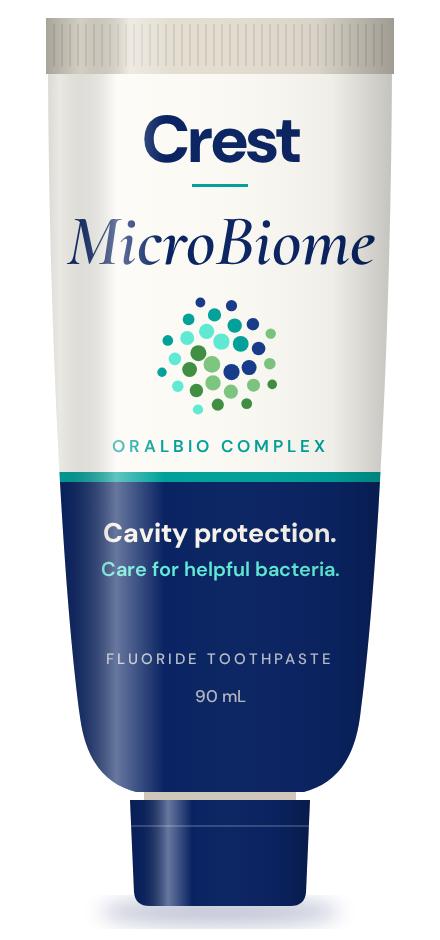 Crest
MicroBiome
ORALBIO COMPLEX
Cavity protection.
Care for helpful bacteria.
FLUORIDE TOOTHPASTE
90 mL